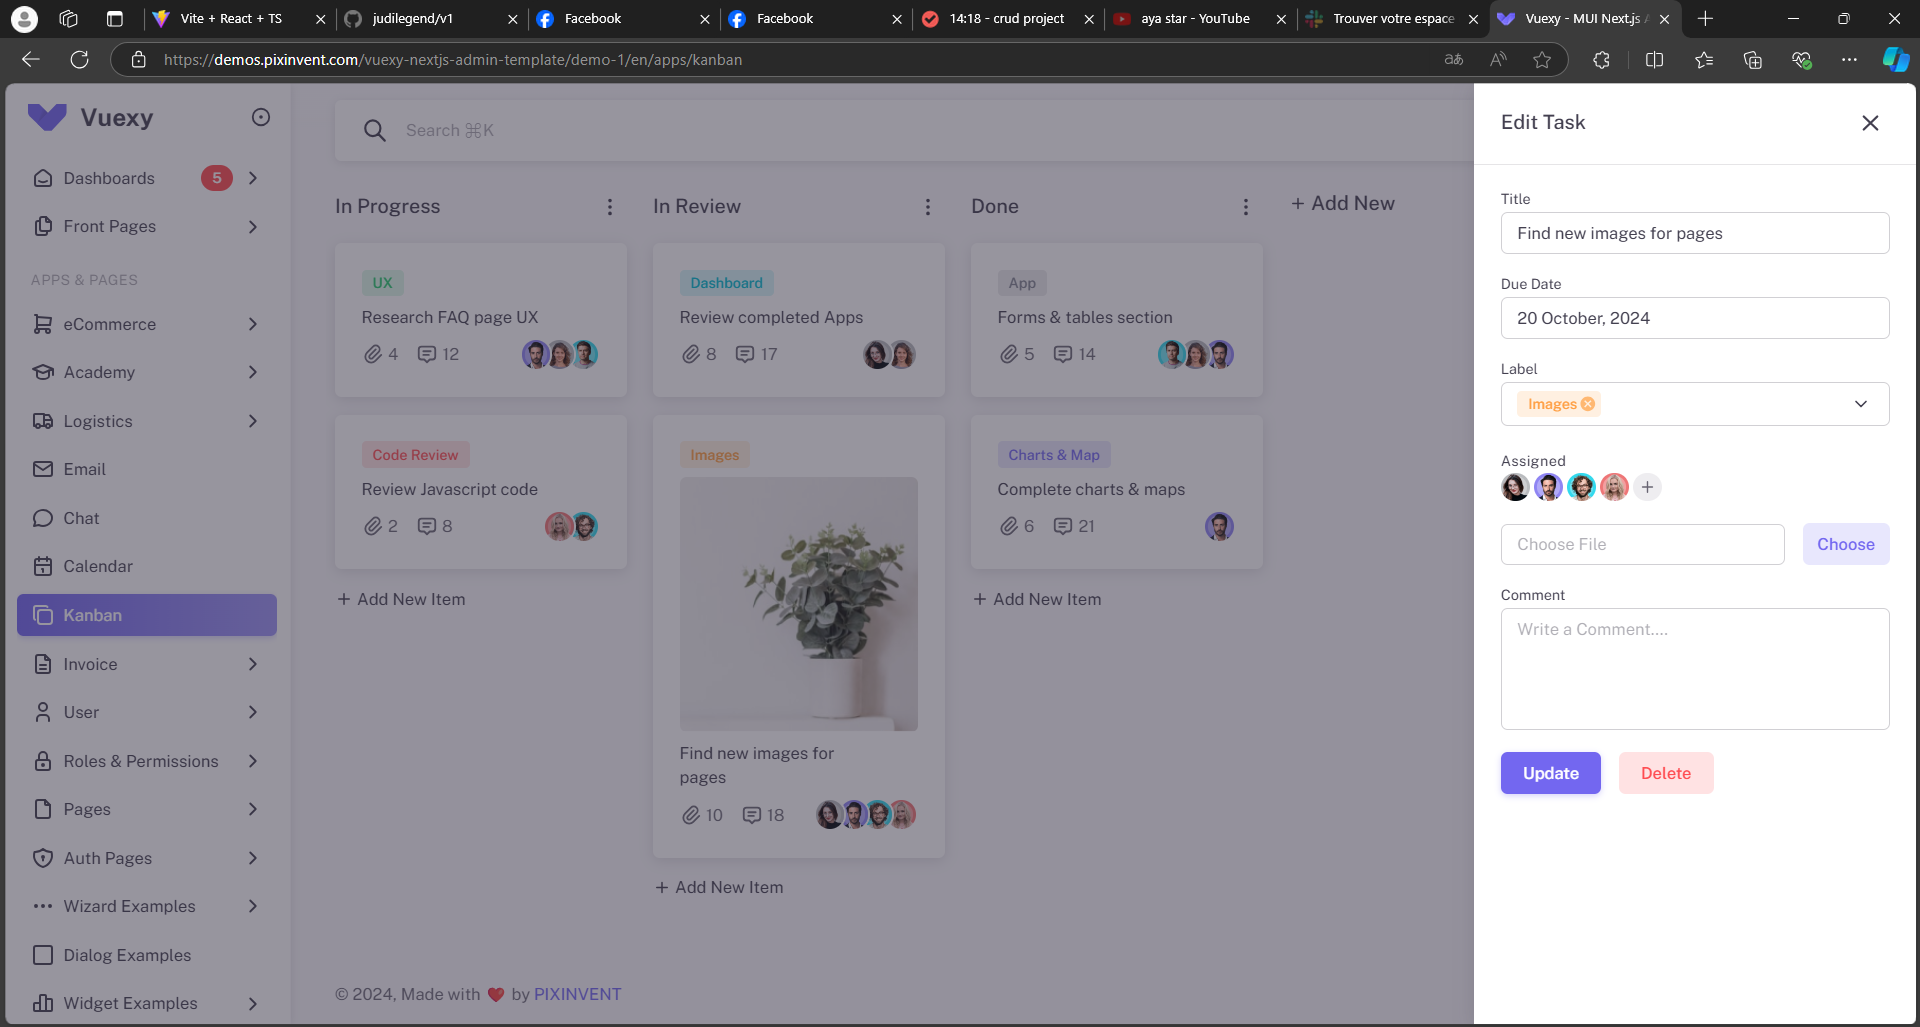 Vite + React + TS
judilegend/v1
Facebook
Facebook
14:18 - crud project
aya star - YouTube
Trouver votre espace
Vuexy - MUI Next.js
https://demos.pixinvent.com/vuexy-nextjs-admin-template/demo-1/en/apps/kanban
Vuexy
Dashboards
5
Front Pages
APPS & PAGES
eCommerce
Academy
Logistics
Email
Chat
Calendar
Kanban
Invoice
User
Roles & Permissions
Pages
Auth Pages
Wizard Examples
Dialog Examples
Widget Examples
Search ⌘K
In Progress
UX
Research FAQ page UX
4 12
Code Review
Review Javascript code
2 8
+ Add New Item
In Review
Dashboard
Review completed Apps
8 17
Images
Find new images for
pages
10 18
+ Add New Item
Done
App
Forms & tables section
5 14
Charts & Map
Complete charts & maps
6 21
+ Add New Item
+ Add New
© 2024, Made with ❤️ by PIXINVENT
Edit Task
Title
Find new images for pages
Due Date
20 October, 2024
Label
Images
Assigned
+
Choose File
Choose
Comment
Write a Comment....
Update
Delete